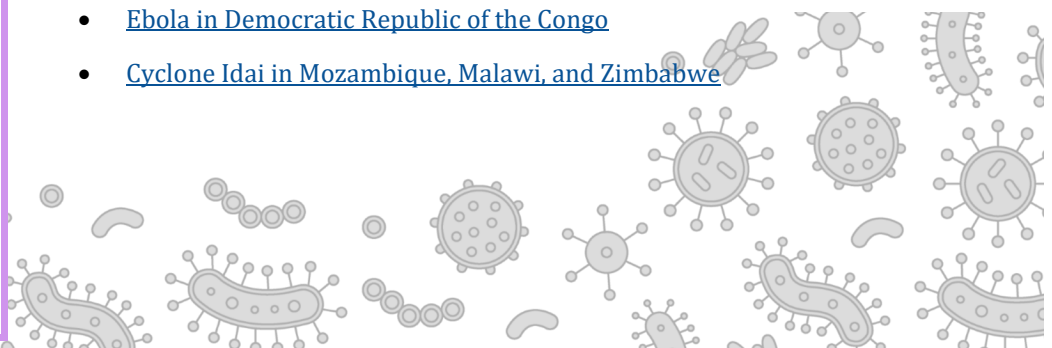 • Ebola in Democratic Republic of the Congo
• Cyclone Idai in Mozambique, Malawi, and Zimbabwe